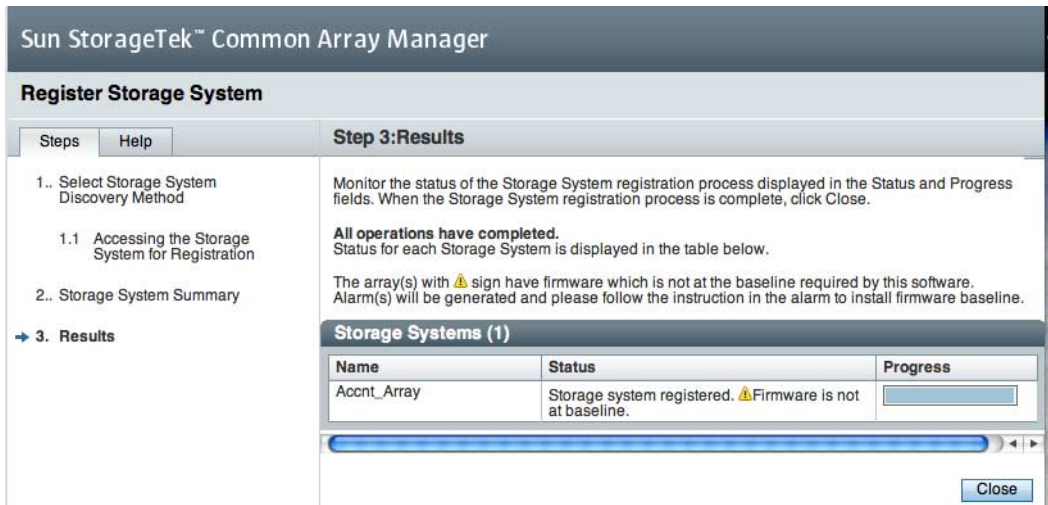 Sun StorageTek™ Common Array Manager
Register Storage System
Steps
Help
1.. Select Storage System
Discovery Method
1.1 Accessing the Storage
System for Registration
2.. Storage System Summary
3. Results
Step 3:Results
Monitor the status of the Storage System registration process displayed in the Status and Progress
fields. When the Storage System registration process is complete, click Close.
All operations have completed.
Status for each Storage System is displayed in the table below.
The array(s) with ⚠ sign have firmware which is not at the baseline required by this software.
Alarm(s) will be generated and please follow the instruction in the alarm to install firmware baseline.
Storage Systems (1)
Name Status Progress
Accnt_Array Storage system registered. ⚠Firmware is not
at baseline.
Close